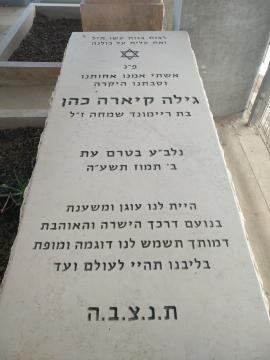 רבות בנות עשו חיל
ואת עלית על כולנה
פ"נ
אשתי אמנו אחותנו
וסבתנו היקרה
גילה קיארה כהן
בת ריימונד שמחה ז"ל
נלב"ע בטרם עת
ב' תמוז תשע"ה
היית לנו עוגן ומשענת
בנועם דרכך הישרה והאוהבת
דמותך תשמש לנו דוגמה ומופת
בליבנו תהיי לעולם ועד
ת.נ.צ.ב.ה